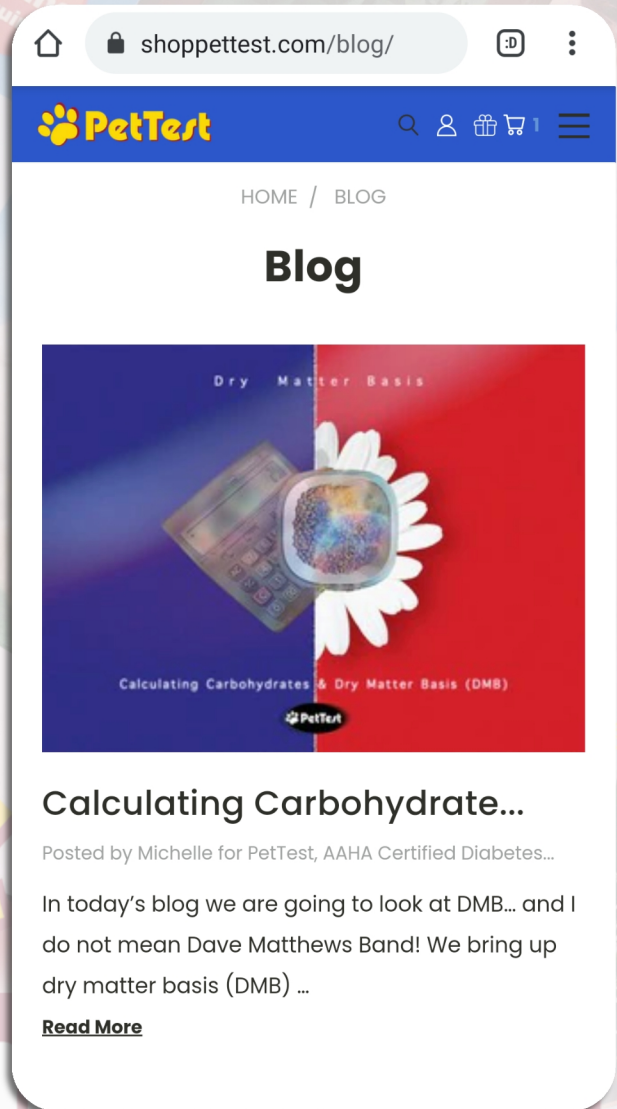 shoppettest.com/blog/
:D
PetTest
1
HOME / BLOG
Blog
Dry Matter Basis
Calculating Carbohydrates & Dry Matter Basis (DMB)
PetTest
Calculating Carbohydrate...
Posted by Michelle for PetTest, AAHA Certified Diabetes...
In today's blog we are going to look at DMB... and I
do not mean Dave Matthews Band! We bring up
dry matter basis (DMB) ...
Read More